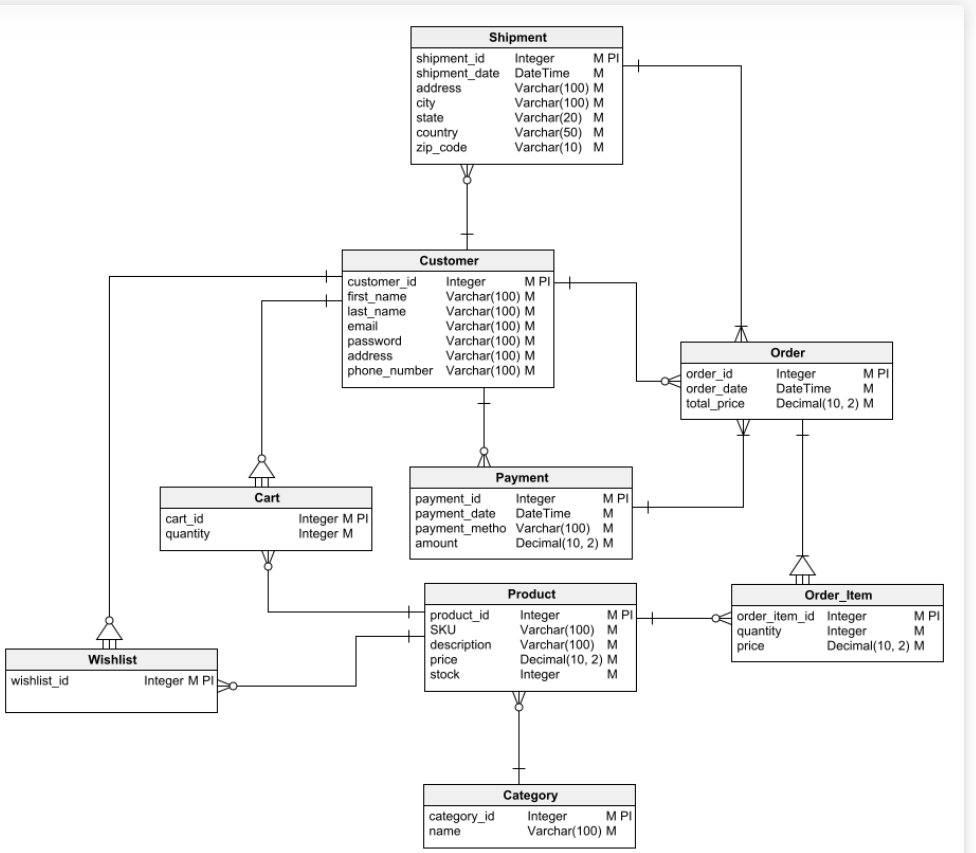 Shipment
shipment_id Integer M PI
shipment_date DateTime M
address Varchar(100) M
city Varchar(100) M
state Varchar(20) M
country Varchar(50) M
zip_code Varchar(10) M
Customer
customer_id Integer M PI
first_name Varchar(100) M
last_name Varchar(100) M
email Varchar(100) M
password Varchar(100) M
address Varchar(100) M
phone_number Varchar(100) M
Order
order_id Integer M PI
order_date DateTime M
total_price Decimal(10, 2) M
Cart
cart_id Integer M PI
quantity Integer M
Payment
payment_id Integer M PI
payment_date DateTime M
payment_metho Varchar(100) M
amount Decimal(10, 2) M
Product
product_id Integer M PI
SKU Varchar(100) M
description Varchar(100) M
price Decimal(10, 2) M
stock Integer M
Order_Item
order_item_id Integer M PI
quantity Integer M
price Decimal(10, 2) M
Wishlist
wishlist_id Integer M PI
Category
category_id Integer M PI
name Varchar(100) M